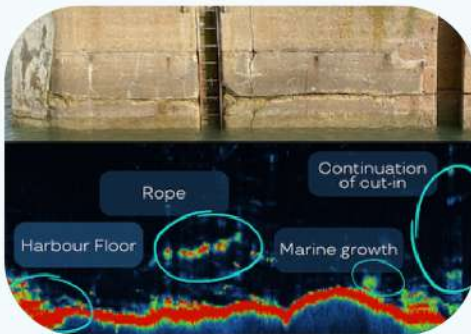 Continuation
of cut-in
Rope
Harbour Floor
Marine growth